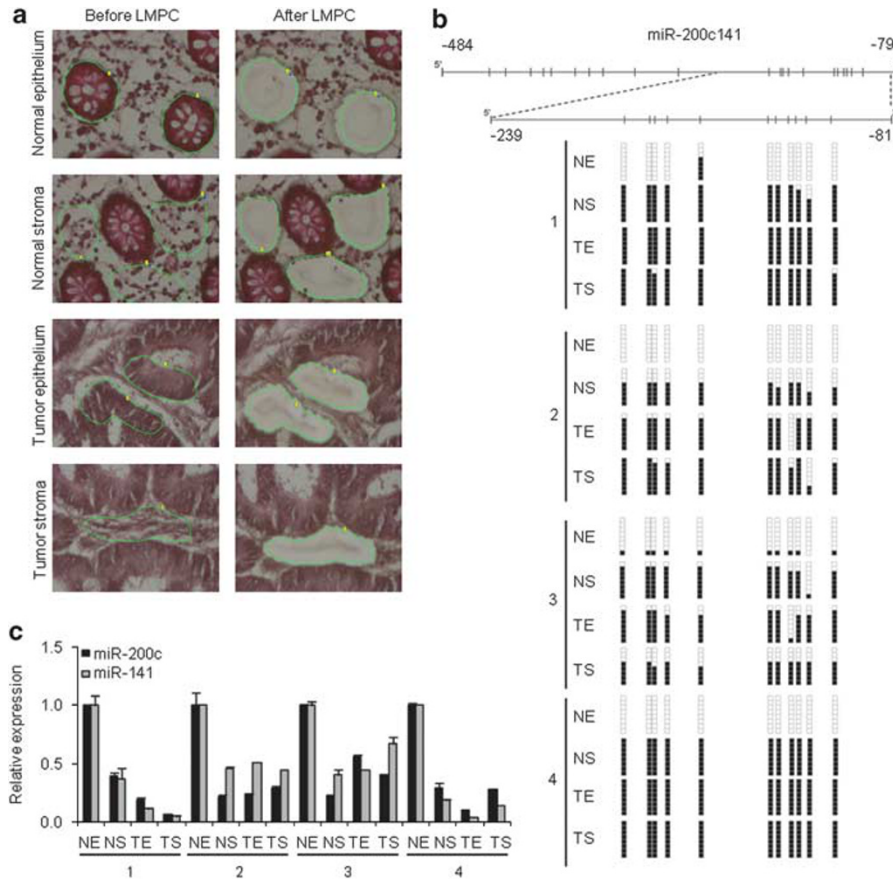 a
Before LMPC
After LMPC
Normal epithelium
Normal stroma
Tumor epithelium
Tumor stroma
b
miR-200c141
-484
-79
5'
5'
-239
-81
1
NE
NS
TE
TS
2
NE
NS
TE
TS
3
NE
NS
TE
TS
4
NE
NS
TE
TS
c
miR-200c
miR-141
Relative expression
1.5
1.0
0.5
0.0
NE NS TE TS NE NS TE TS NE NS TE TS NE NS TE TS
1 2 3 4